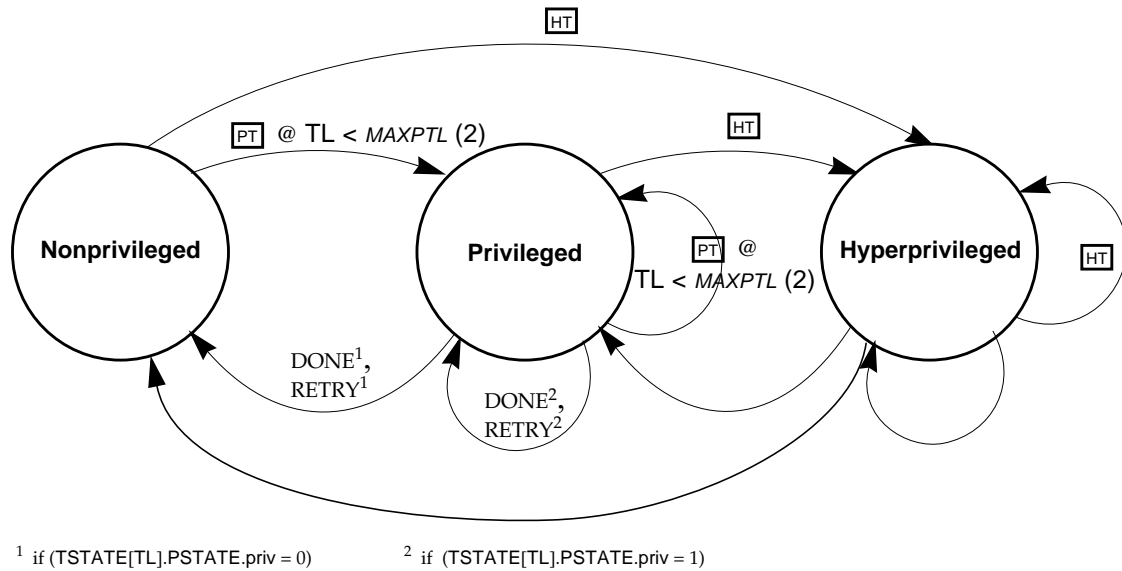 HT
PT @ TL < MAXPTL (2)
HT
Nonprivileged
Privileged
Hyperprivileged
PT @
TL < MAXPTL (2)
HT
DONE¹,
RETRY¹
DONE²,
RETRY²
¹ if (TSTATE[TL].PSTATE.priv = 0)
² if (TSTATE[TL].PSTATE.priv = 1)